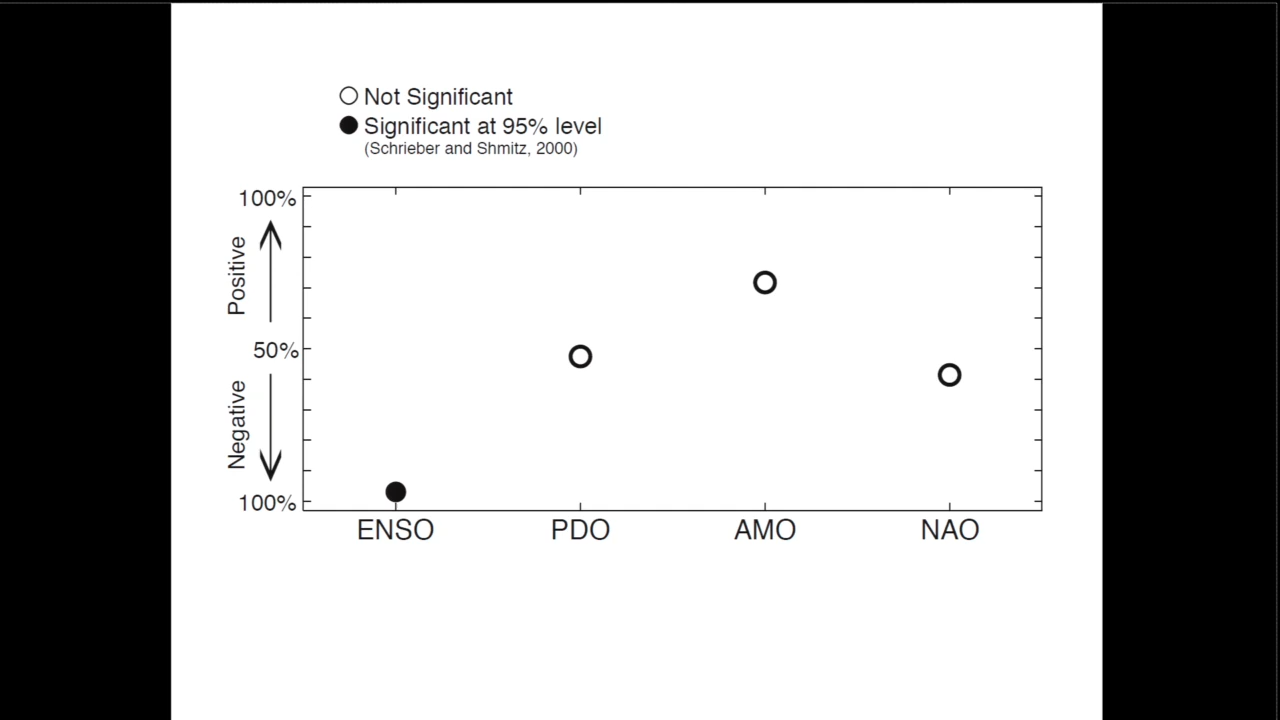 Not Significant
Significant at 95% level
(Schrieber and Shmitz, 2000)
100%
Positive
50%
Negative
100%
ENSO PDO AMO NAO